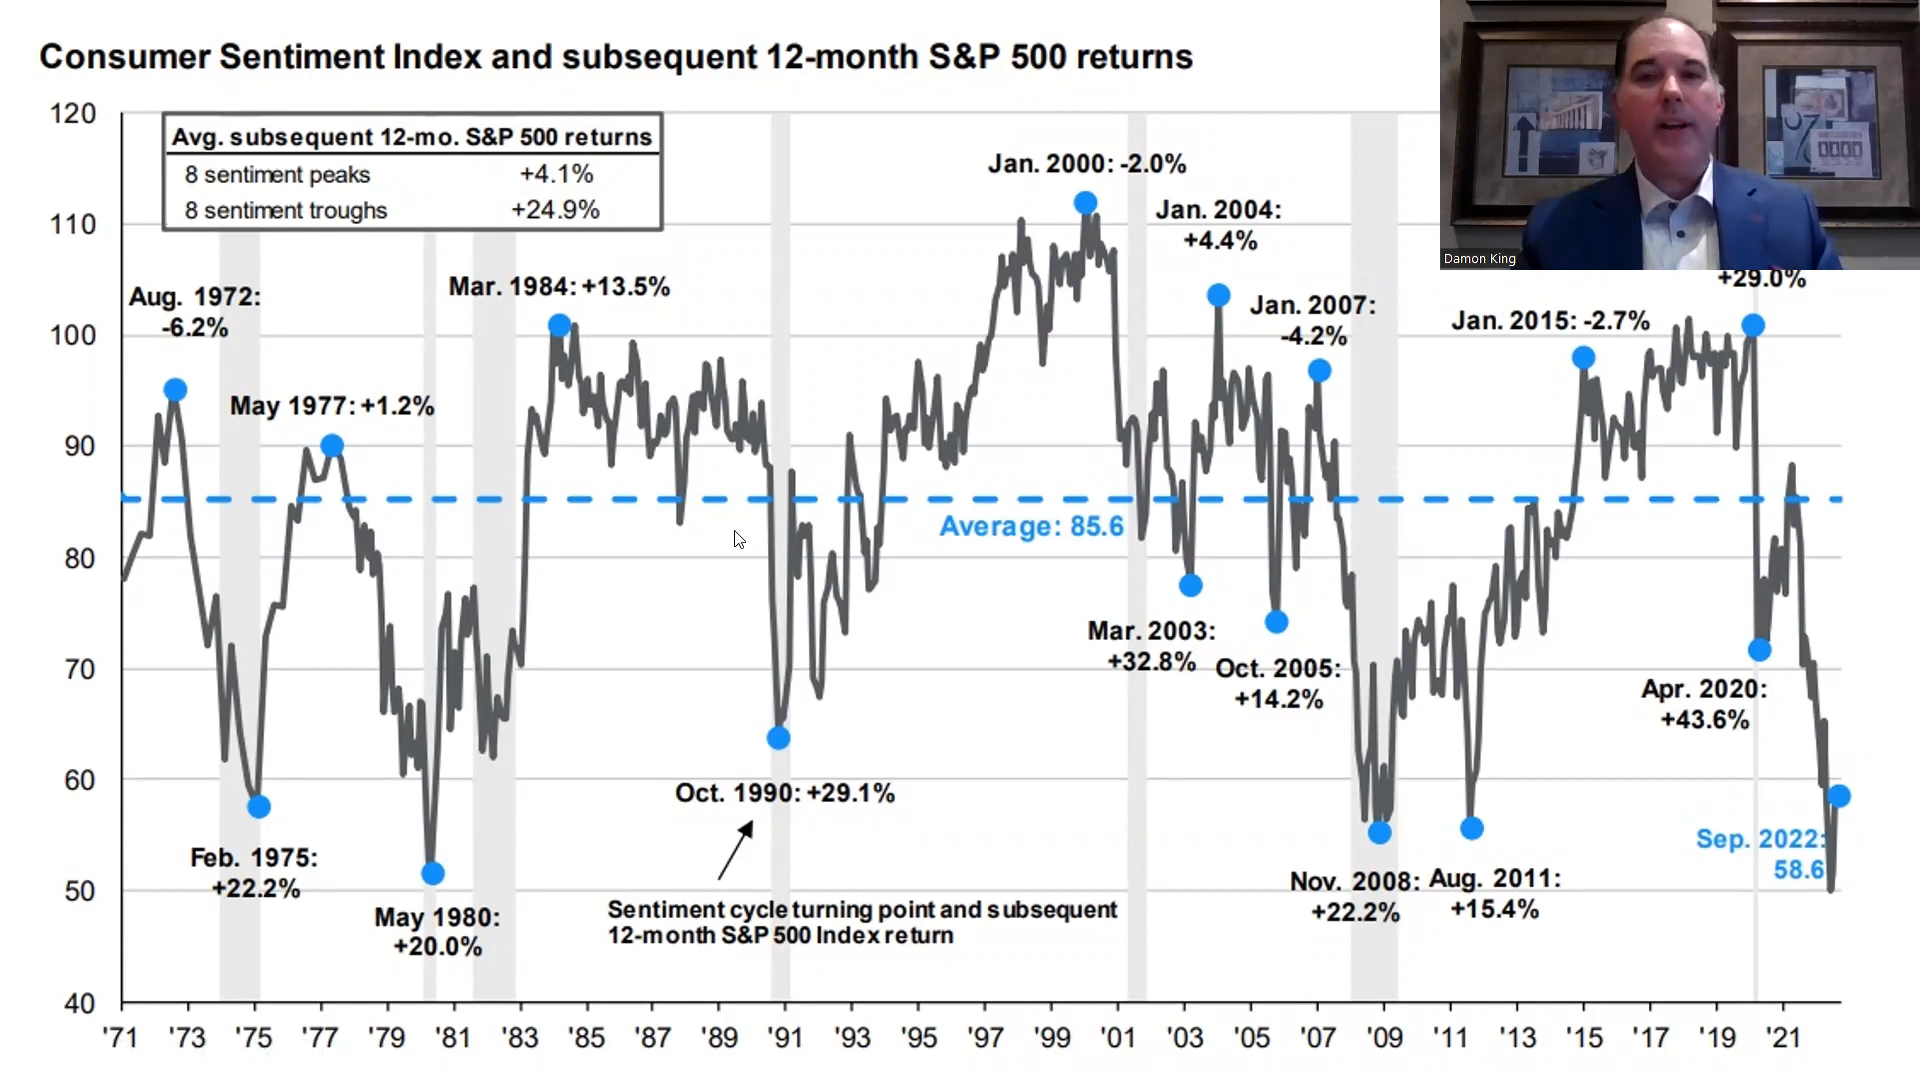 Consumer Sentiment Index and subsequent 12-month S&P 500 returns
120
110
100
90
80
70
60
50
40
Avg. subsequent 12-mo. S&P 500 returns
8 sentiment peaks +4.1%
8 sentiment troughs +24.9%
Aug. 1972:
-6.2%
May 1977: +1.2%
Mar. 1984: +13.5%
Jan. 2000: -2.0%
Jan. 2004:
+4.4%
Jan. 2007:
-4.2%
Jan. 2015: -2.7%
+29.0%
Damon King
Average: 85.6
Feb. 1975:
+22.2%
May 1980:
+20.0%
Oct. 1990: +29.1%
Sentiment cycle turning point and subsequent
12-month S&P 500 Index return
Mar. 2003:
+32.8%
Oct. 2005:
+14.2%
Nov. 2008:
+22.2%
Aug. 2011:
+15.4%
Apr. 2020:
+43.6%
Sep. 2022:
58.6
'71 '73 '75 '77 '79 '81 '83 '85 '87 '89 '91 '93 '95 '97 '99 '01 '03 '05 '07 '09 '11 '13 '15 '17 '19 '21